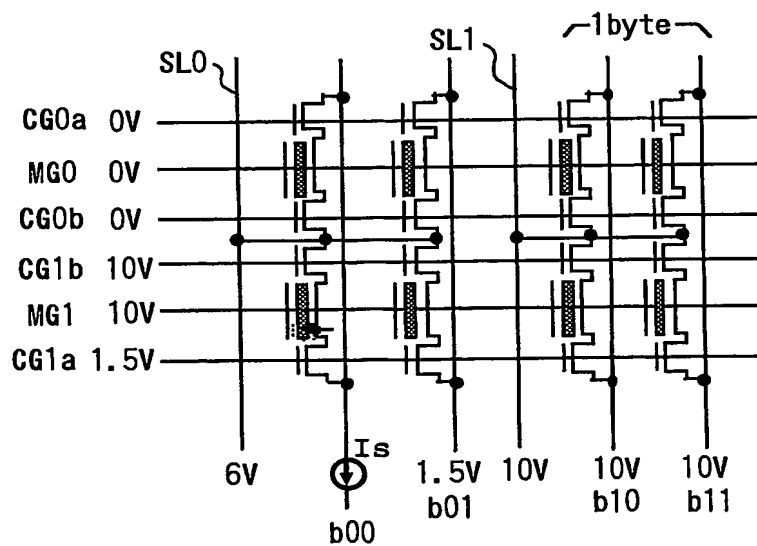 1byte
SL0
SL1
CG0a 0V
MG0 0V
CG0b 0V
CG1b 10V
MG1 10V
CG1a 1.5V
Is
6V
1.5V
10V
10V
10V
b00
b01
b10
b11